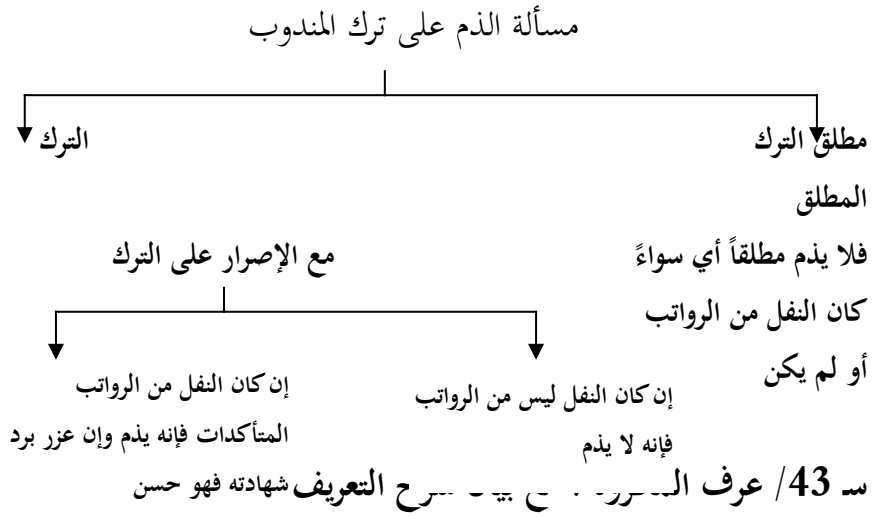 مسألة الذم على ترك المندوب
مطلق الترك
الترك
المطلق
فلا يذم مطلقاً أي سواءً
مع الإصرار على الترك
كان النفل من الرواتب
أو لم يكن
إن كان النفل ليس من الرواتب
فإنه لا يذم
إن كان النفل من الرواتب
المتأكدات فإنه يذم وإن عزر برد
شهادته فهو حسن
سـ 43/ عرف التعريف